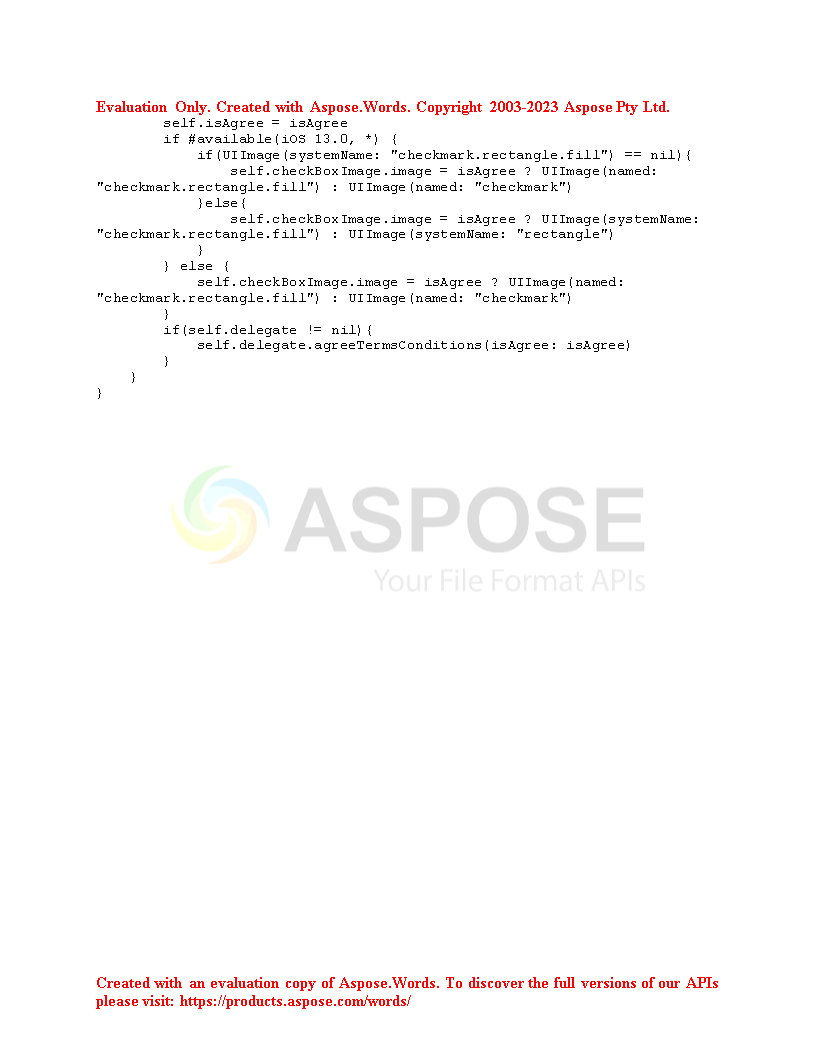 Evaluation Only. Created with Aspose.Words. Copyright 2003-2023 Aspose Pty Ltd.
        self.isAgree = isAgree
        if #available(iOS 13.0, *) {
            if(UIImage(systemName: "checkmark.rectangle.fill") == nil){
                self.checkBoxImage.image = isAgree ? UIImage(named:
"checkmark.rectangle.fill") : UIImage(named: "checkmark")
            }else{
                self.checkBoxImage.image = isAgree ? UIImage(systemName:
"checkmark.rectangle.fill") : UIImage(systemName: "rectangle")
            }
        } else {
            self.checkBoxImage.image = isAgree ? UIImage(named:
"checkmark.rectangle.fill") : UIImage(named: "checkmark")
        }
        if(self.delegate != nil){
            self.delegate.agreeTermsConditions(isAgree: isAgree)
        }
    }
}
ASPOSE
Your File Format APIs
Created with an evaluation copy of Aspose.Words. To discover the full versions of our APIs
please visit: https://products.aspose.com/words/